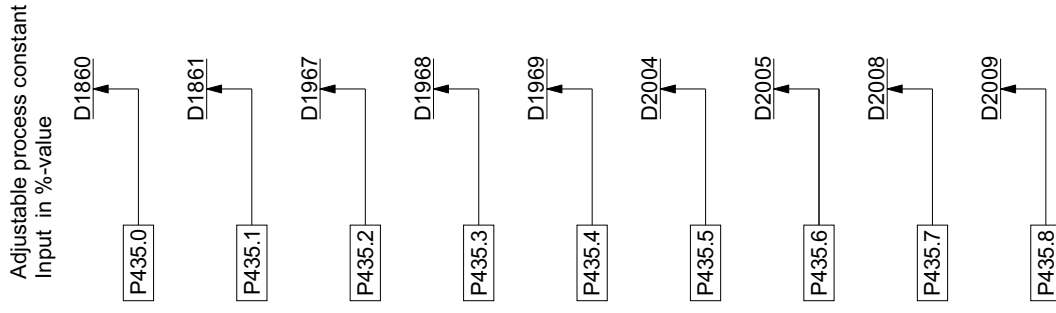 Adjustable process constant
Input in %-value
P435.0
D1860
P435.1
D1861
P435.2
D1967
P435.3
D1968
P435.4
D1969
P435.5
D2004
P435.6
D2005
P435.7
D2008
P435.8
D2009